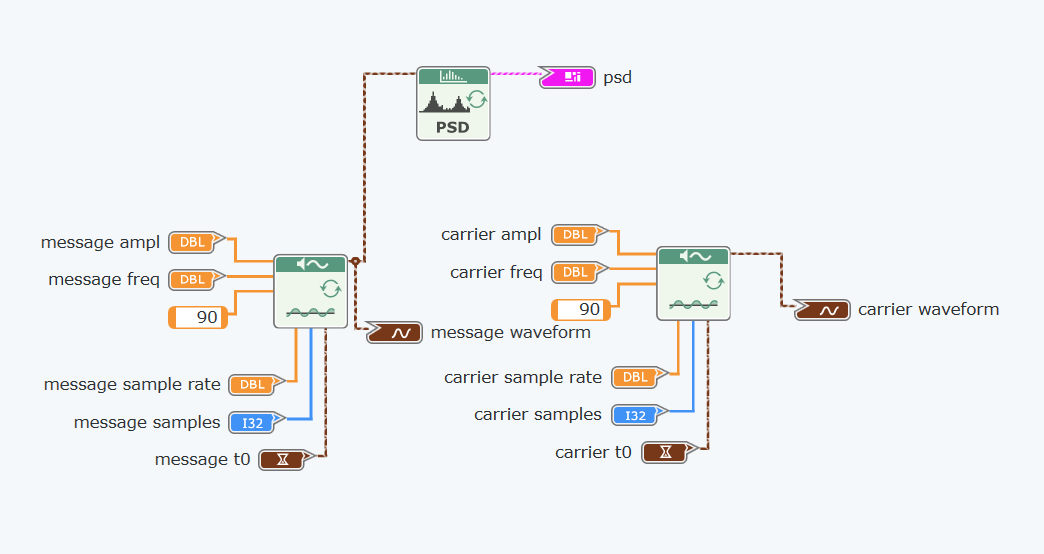 psd
PSD
message ampl DBL
message freq DBL
90
message waveform
message sample rate DBL
message samples I32
message t0
carrier ampl DBL
carrier freq DBL
90
carrier waveform
carrier sample rate DBL
carrier samples I32
carrier t0